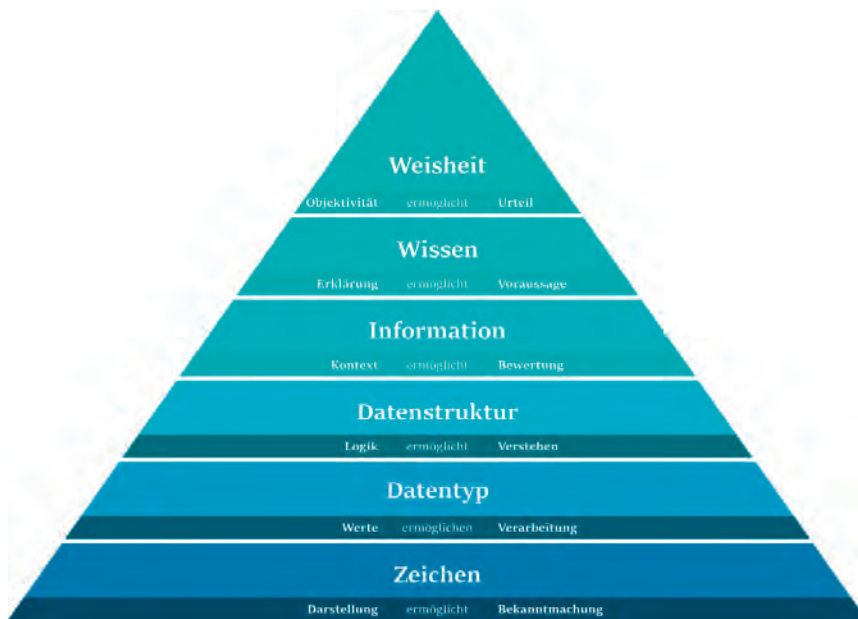 Weisheit
Objektivität ermöglicht Urteil
Wissen
Erklärung ermöglicht Voraussage
Information
Kontext ermöglicht Bewertung
Datenstruktur
Logik ermöglicht Verstehen
Datentyp
Werte ermöglichen Verarbeitung
Zeichen
Darstellung ermöglicht Bekanntmachung